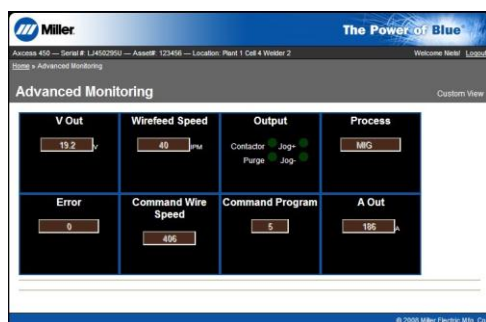 Miller
The Power of Blue
Axcess 450 — Serial #: LJ450295U — Asset#: 123456 — Location: Plant 1 Cell 4 Welder 2
Welcome Niels! Logout
Home » Advanced Monitoring
Advanced Monitoring
Custom View
V Out
Wirefeed Speed
Output
Process
19.2 V
40 IPM
Contactor Jog+
Purge Jog-
MIG
Error
Command Wire Speed
Command Program
A Out
0
406
5
186 A
© 2008 Miller Electric Mfg. Co.